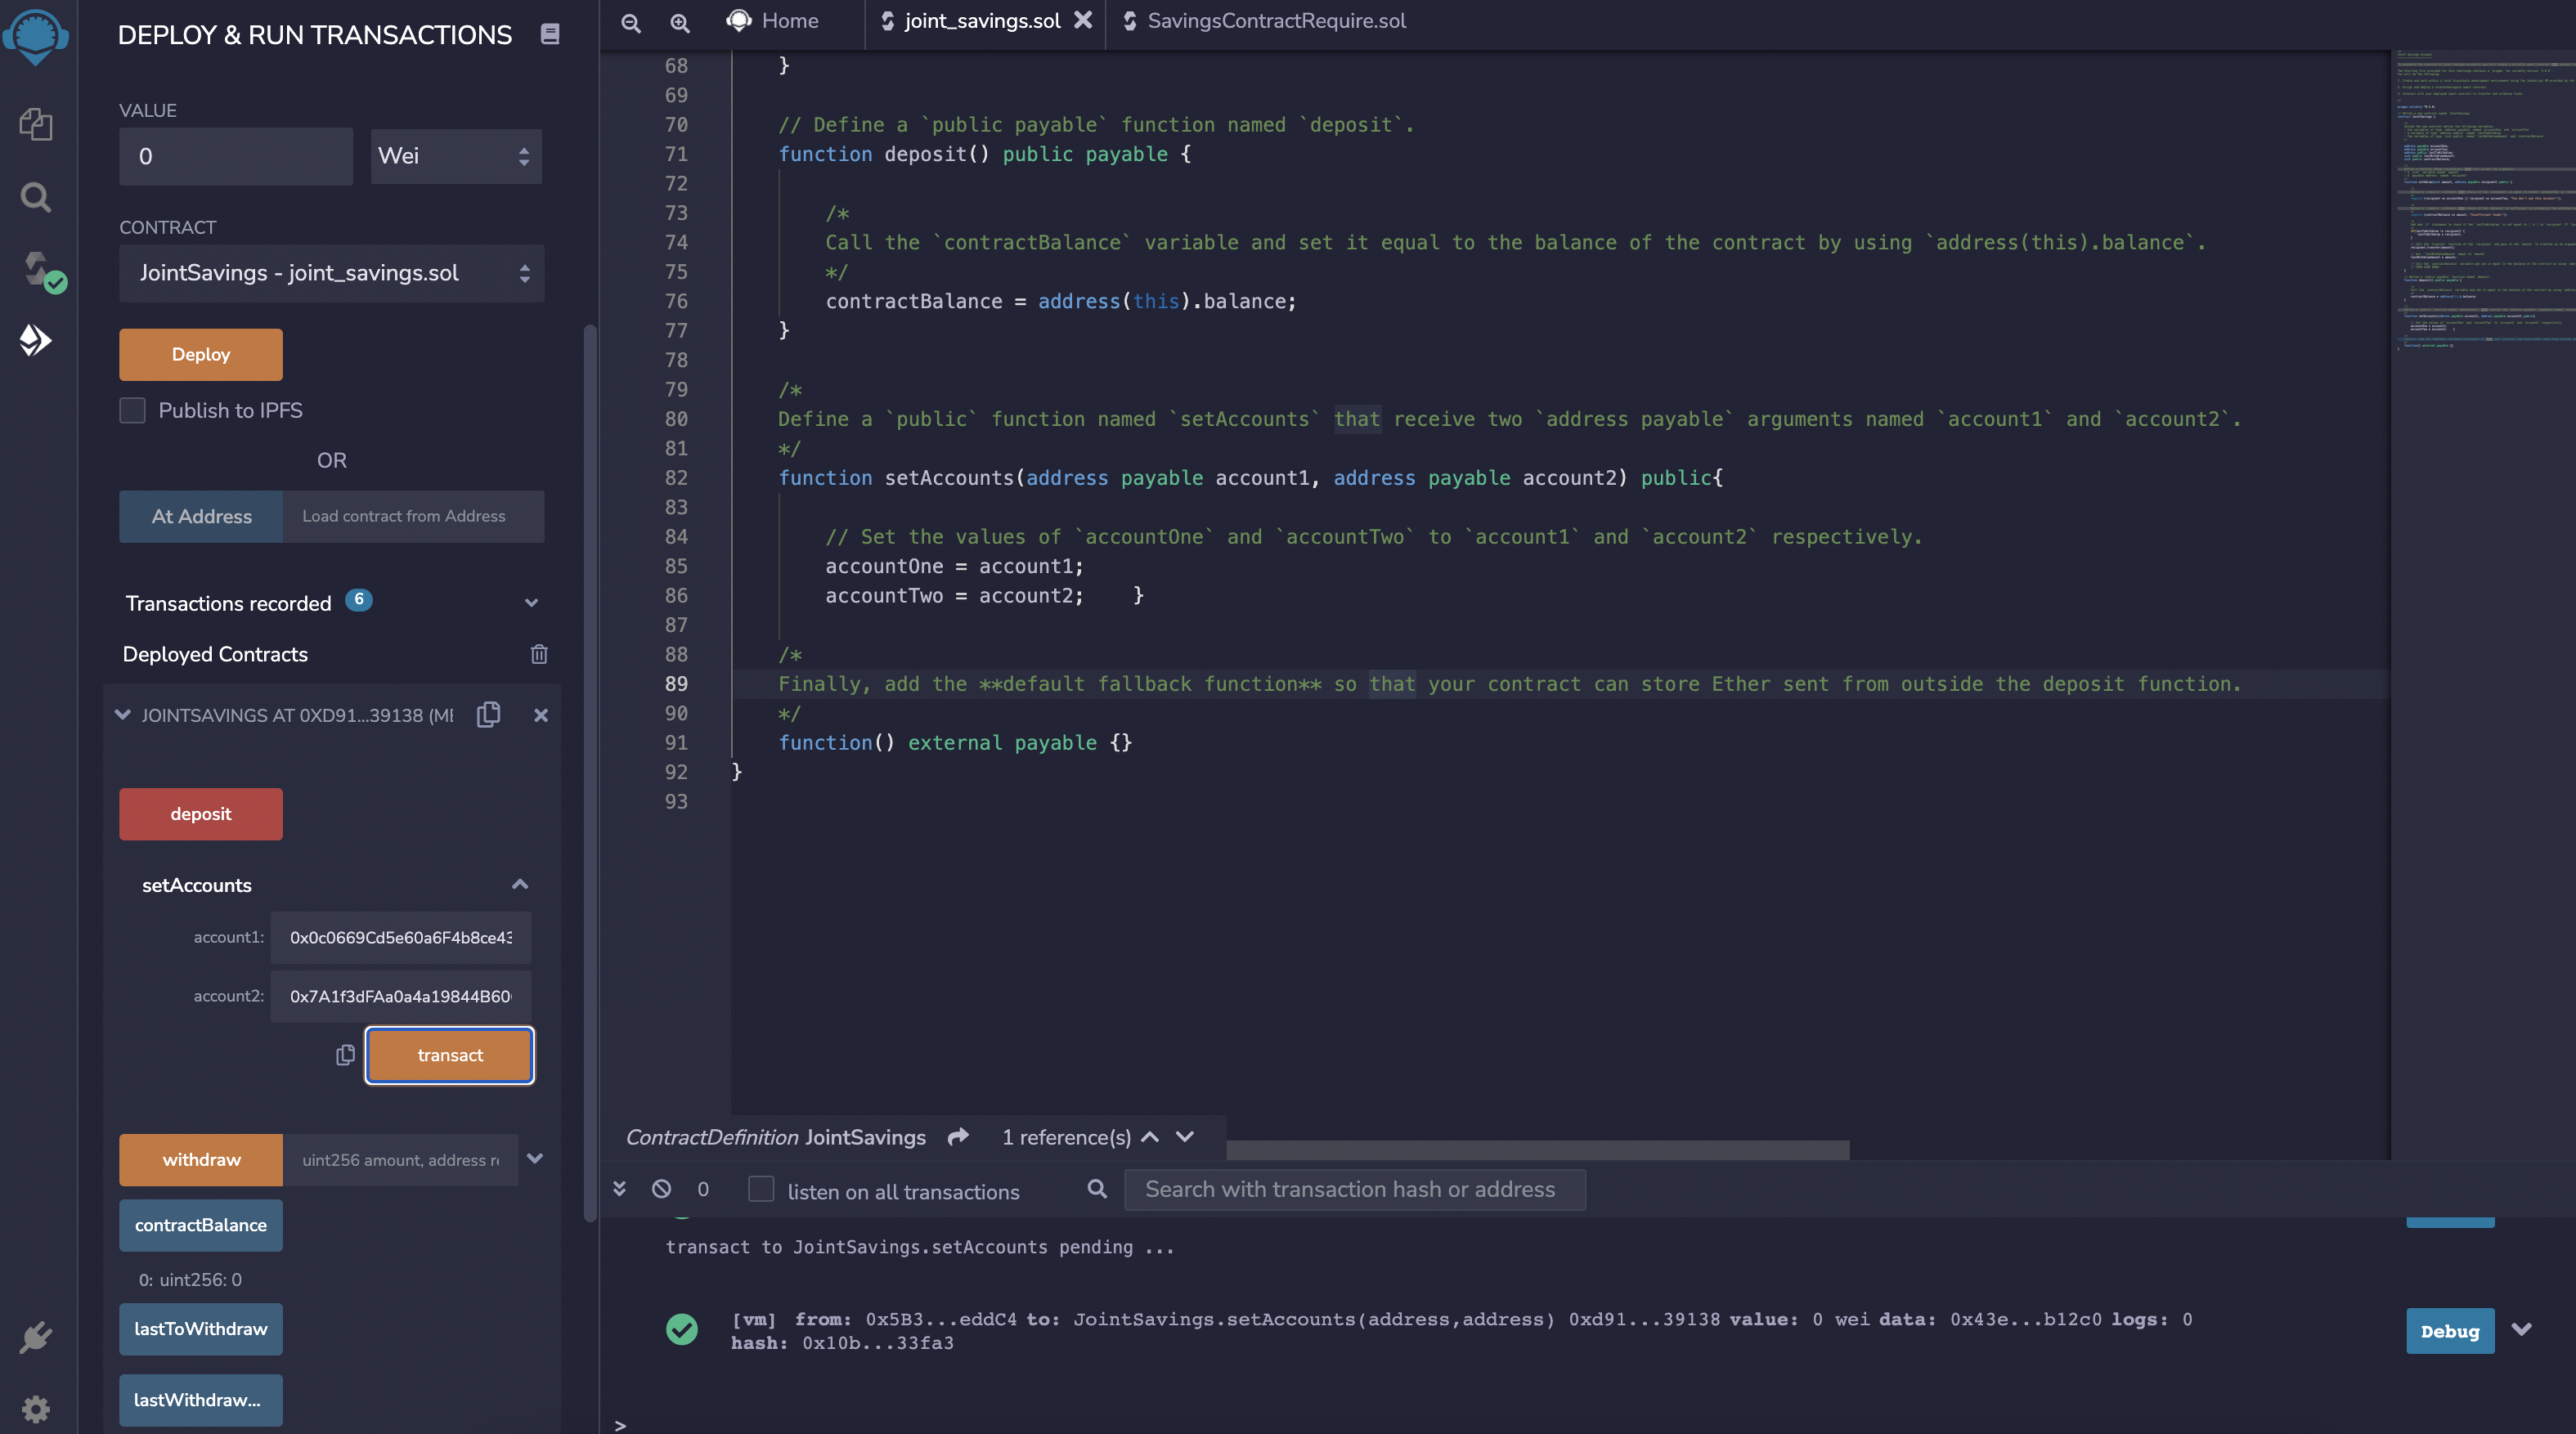 DEPLOY & RUN TRANSACTIONS
VALUE
0
Wei
CONTRACT
JointSavings - joint_savings.sol
Deploy
Publish to IPFS
OR
At Address
Load contract from Address
Transactions recorded 6
Deployed Contracts
JOINTSAVINGS AT 0XD91...39138 (ME
deposit
setAccounts
account1: 0x0c0669Cd5e60a6F4b8ce43
account2: 0x7A1f3dFAa0a4a19844B60
transact
withdraw
uint256 amount, address re
contractBalance
0: uint256: 0
lastToWithdraw
lastWithdraw...
Home
joint_savings.sol
SavingsContractRequire.sol
68 }
69
70 // Define a `public payable` function named `deposit`.
71 function deposit() public payable {
72
73 /*
74 Call the `contractBalance` variable and set it equal to the balance of the contract by using `address(this).balance`.
75 */
76 contractBalance = address(this).balance;
77 }
78
79 /*
80 Define a `public` function named `setAccounts` that receive two `address payable` arguments named `account1` and `account2`.
81 */
82 function setAccounts(address payable account1, address payable account2) public{
83
84 // Set the values of `accountOne` and `accountTwo` to `account1` and `account2` respectively.
85 accountOne = account1;
86 accountTwo = account2; }
87
88 /*
89 Finally, add the **default fallback function** so that your contract can store Ether sent from outside the deposit function.
90 */
91 function() external payable {}
92 }
93
ContractDefinition JointSavings 1 reference(s)
0
listen on all transactions
Search with transaction hash or address
transact to JointSavings.setAccounts pending ...
[vm] from: 0x5B3...eddC4 to: JointSavings.setAccounts(address,address) 0xd91...39138 value: 0 wei data: 0x43e...b12c0 logs: 0
hash: 0x10b...33fa3
Debug
>